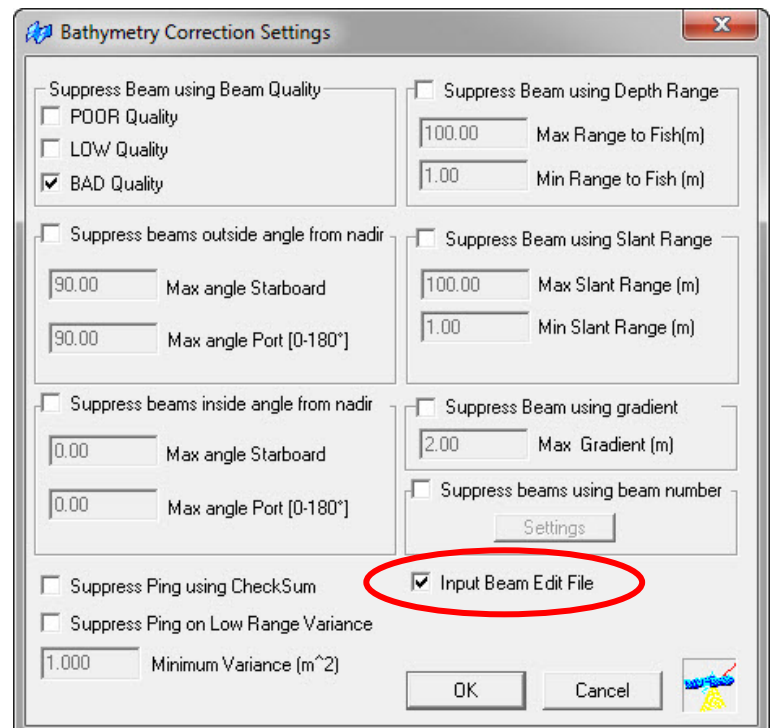 Bathymetry Correction Settings
Suppress Beam using Beam Quality
POOR Quality
LOW Quality
BAD Quality
Suppress beams outside angle from nadir
90.00 Max angle Starboard
90.00 Max angle Port [0-180°]
Suppress beams inside angle from nadir
0.00 Max angle Starboard
0.00 Max angle Port [0-180°]
Suppress Ping using CheckSum
Suppress Ping on Low Range Variance
1.000 Minimum Variance (m^2)
Suppress Beam using Depth Range
100.00 Max Range to Fish(m)
1.00 Min Range to Fish (m)
Suppress Beam using Slant Range
100.00 Max Slant Range (m)
1.00 Min Slant Range (m)
Suppress Beam using gradient
2.00 Max Gradient (m)
Suppress beams using beam number
Settings
Input Beam Edit File
OK Cancel